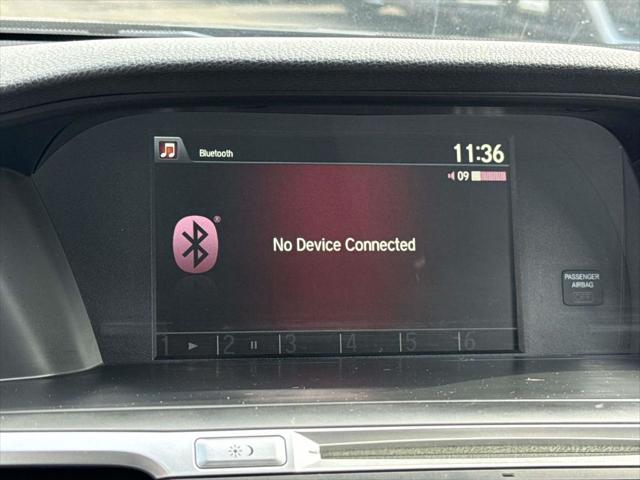 Bluetooth 11:36
09
®
No Device Connected
PASSENGER
AIRBAG
1 2 3 4 5 6